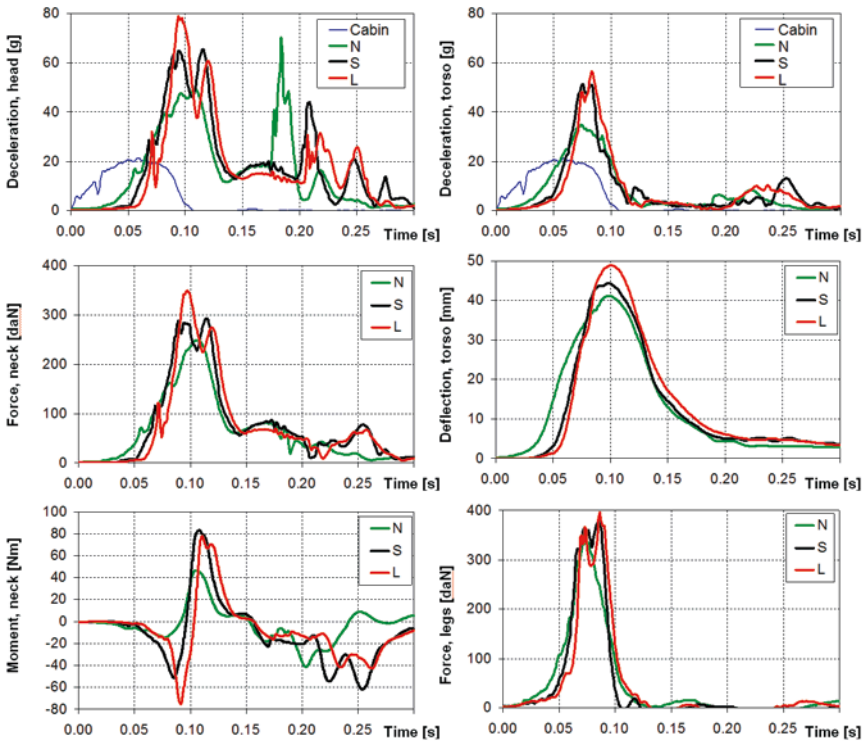 Deceleration, head [g]
80
60
40
20
0
0.00 0.05 0.10 0.15 0.20 0.25
Time [s]
Cabin
N
S
L
Deceleration, torso [g]
80
60
40
20
0
0.00 0.05 0.10 0.15 0.20 0.25
Time [s]
Cabin
N
S
L
Force, neck [daN]
400
300
200
100
0
0.00 0.05 0.10 0.15 0.20 0.25
Time [s]
N
S
L
Deflection, torso [mm]
50
40
30
20
10
0
0.00 0.05 0.10 0.15 0.20 0.25
Time [s]
N
S
L
Moment, neck [Nm]
100
80
60
40
20
0
-20
-40
-60
-80
0.00 0.05 0.10 0.15 0.20 0.25
Time [s]
N
S
L
Force, legs [daN]
400
300
200
100
0
0.00 0.05 0.10 0.15 0.20 0.25
Time [s]
N
S
L